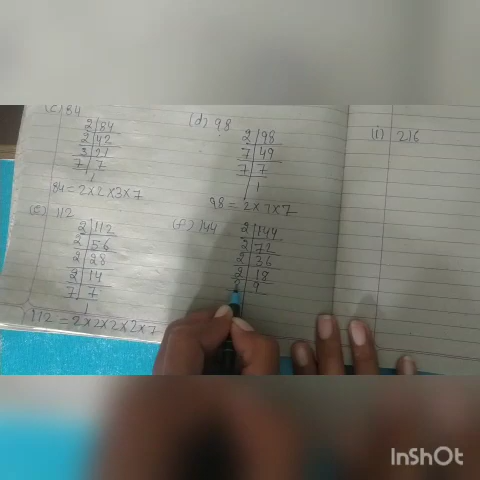 (c) 84
2 | 84
2 | 42
3 | 21
7 | 7
1
84 = 2×2×3×7
(d) 98
2 | 98
7 | 49
7 | 7
1
98 = 2×7×7
(e) 112
2 | 112
2 | 56
2 | 28
2 | 14
7 | 7
1
112 = 2×2×2×2×7
(f) 144
2 | 144
2 | 72
2 | 36
2 | 18
3 | 9
(i) 216
InShOt